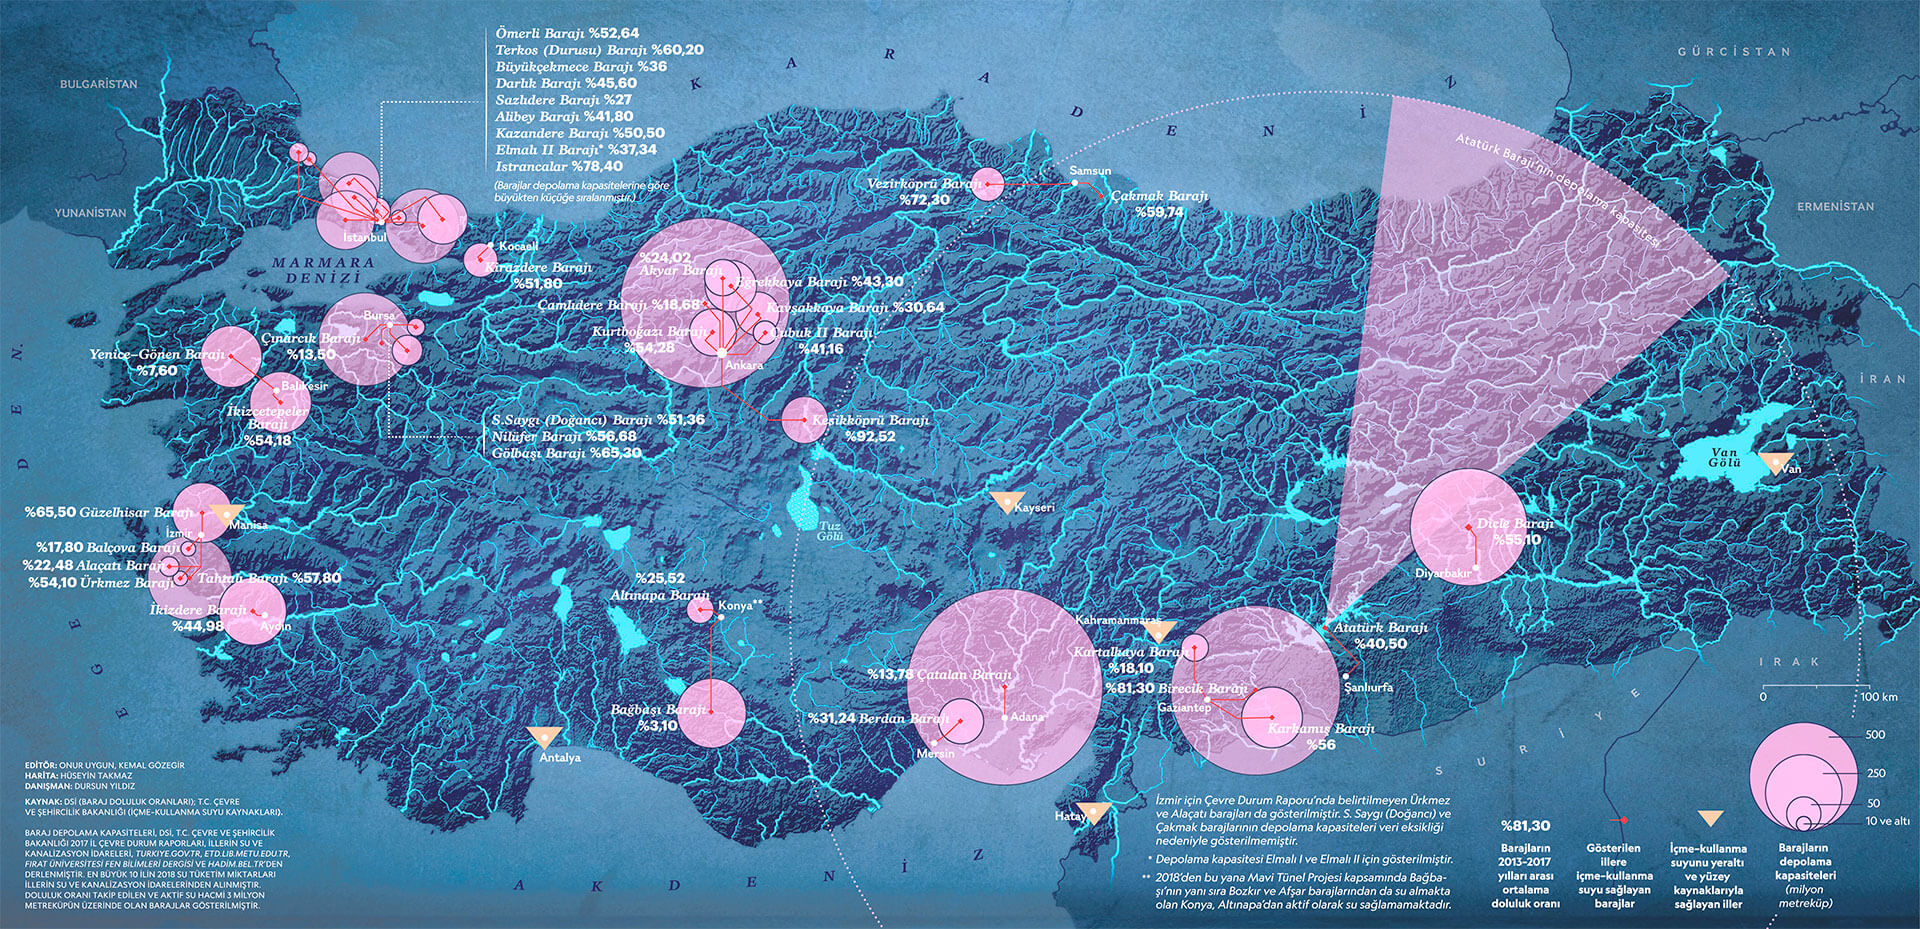 Ömerli Barajı %52,64
Terkos (Durusu) Barajı %60,20
Büyükçekmece Barajı %36
Darlık Barajı %45,60
Sazlıdere Barajı %27
Alibey Barajı %41,80
Kazandere Barajı %50,50
Elmalı II Barajı* %37,34
Istrancalar %78,40
(Barajlar depolama kapasitelerine göre
büyükten küçüğe sıralanmıştır.)
BULGARİSTAN
YUNANİSTAN
K A R A D E N İ Z
GÜRCİSTAN
ERMENİSTAN
İRAN
IRAK
SURİYE
Atatürk Barajı'nın depolama kapasitesi
İstanbul
MARMARA
DENİZİ
Kocaeli
Kirazdere Barajı
%51,80
Vezirköprü Barajı
%72,30
Samsun
Çakmak Barajı
%59,74
%24,02
Akyar Barajı
Eğrekkaya Barajı %43,30
Çamlıdere Barajı %18,68
Kavşakkaya Barajı %30,64
Kurtboğazı Barajı
%54,28
Çubuk II Barajı
%41,16
Ankara
Kesikköprü Barajı
%92,52
Bursa
Çınarcık Barajı
%13,50
Yenice-Gönen Barajı
%7,60
Balıkesir
İkizcetepeler
Barajı
%54,18
S.Saygı (Doğancı) Barajı %51,36
Nilüfer Barajı %56,68
Gölbaşı Barajı %65,30
E G E D E N.
%65,50 Güzelhisar Barajı
Manisa
İzmir
%17,80 Balçova Barajı
%22,48 Alaçatı Barajı
%54,10 Ürkmez Barajı
Tahtalı Barajı %57,80
İkizdere Barajı
%44,98
Aydın
Tuz
Gölü
Kayseri
Van
Gölü
Van
Dicle Barajı
%55,10
Diyarbakır
%25,52
Altınapa Barajı
Konya**
Bağbaşı Barajı
%3,10
Antalya
%13,78 Çatalan Barajı
Adana
%31,24 Berdan Barajı
Mersin
Kahramanmaraş
Kartalkaya Barajı
%18,10
%81,30 Birecik Barajı
Gaziantep
Karkamış Barajı
%56
Atatürk Barajı
%40,50
Şanlıurfa
Hatay
A K D E N İ Z
EDİTÖR: ONUR UYGUN, KEMAL GÖZEGİR
HARİTA: HÜSEYİN TAKMAZ
DANIŞMAN: DURSUN YILDIZ
KAYNAK: DSİ (BARAJ DOLULUK ORANLARI); T.C. ÇEVRE
VE ŞEHİRCİLİK BAKANLIĞI (İÇME-KULLANMA SUYU KAYNAKLARI).
BARAJ DEPOLAMA KAPASİTELERİ, DSİ, T.C. ÇEVRE VE ŞEHİRCİLİK
BAKANLIĞI 2017 İL ÇEVRE DURUM RAPORLARI, İLLERİN SU VE
KANALİZASYON İDARELERİ, TURKIYE.GOV.TR, ETD.LIB.METU.EDU.TR,
FIRAT ÜNİVERSİTESİ FEN BİLİMLERİ DERGİSİ VE HADIM.BEL.TR'DEN
DERLENMİŞTİR. EN BÜYÜK 10 İLİN 2018 SU TÜKETİM MİKTARLARI
İLLERİN SU VE KANALİZASYON İDARELERİNDEN ALINMIŞTIR.
DOLULUK ORANI TAKİP EDİLEN VE AKTİF SU HACMİ 3 MİLYON
METREKÜPÜN ÜZERİNDE OLAN BARAJLAR GÖSTERİLMİŞTİR.
İzmir için Çevre Durum Raporu'nda belirtilmeyen Ürkmez
ve Alaçatı barajları da gösterilmiştir. S. Saygı (Doğancı) ve
Çakmak barajlarının depolama kapasiteleri veri eksikliği
nedeniyle gösterilmemiştir.
* Depolama kapasitesi Elmalı I ve Elmalı II için gösterilmiştir.
** 2018'den bu yana Mavi Tünel Projesi kapsamında Bağba-
şı'nın yanı sıra Bozkır ve Afşar barajlarından da su almakta
olan Konya, Altınapa'dan aktif olarak su sağlamamaktadır.
%81,30
Barajların
2013-2017
yılları arası
ortalama
doluluk oranı
Gösterilen
illere
içme-kullanma
suyu sağlayan
barajlar
İçme-kullanma
suyunu yeraltı
ve yüzey
kaynaklarıyla
sağlayan iller
Barajların
depolama
kapasiteleri
(milyon
metreküp)
0 100 km
500
250
50
10 ve altı